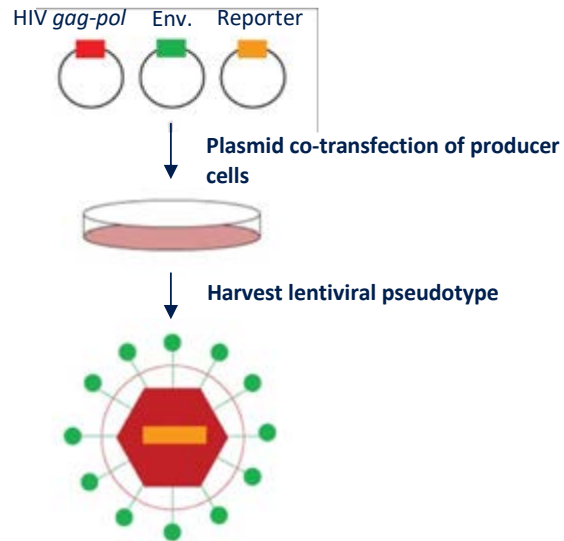 HIV gag-pol Env. Reporter
Plasmid co-transfection of producer
cells
Harvest lentiviral pseudotype